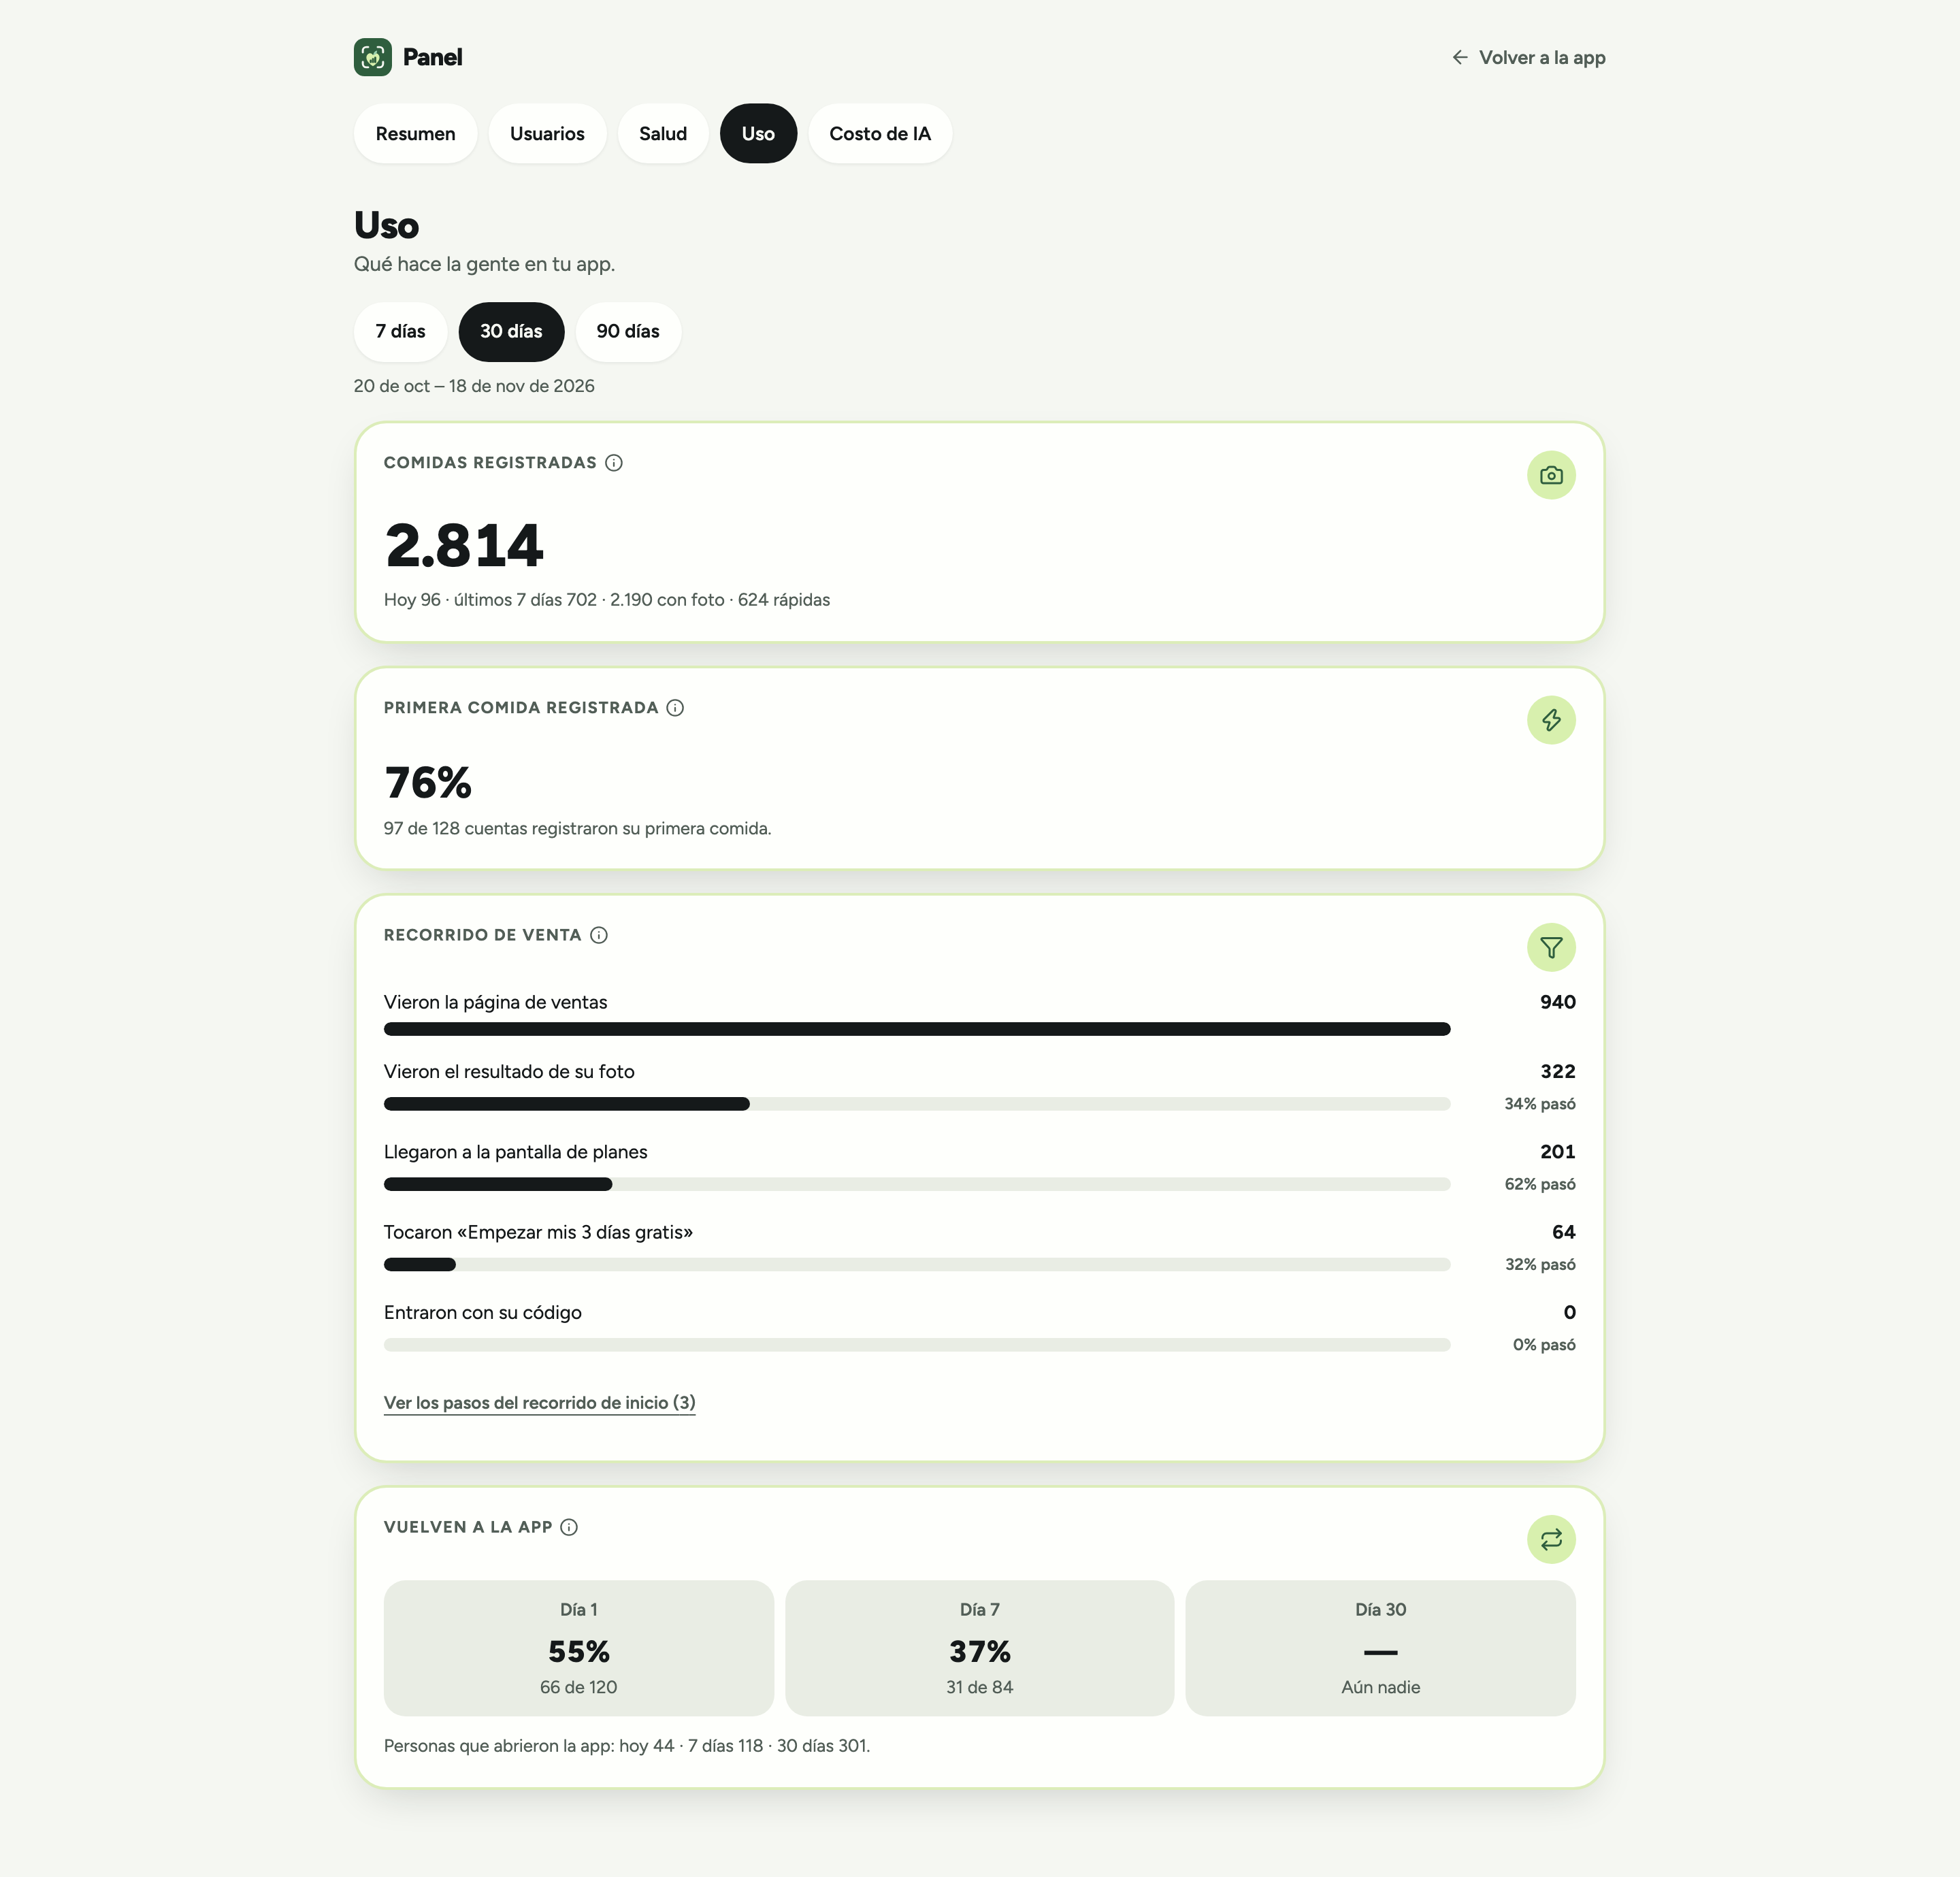 Panel
Volver a la app
Resumen
Usuarios
Salud
Uso
Costo de IA
Uso
Qué hace la gente en tu app.
7 días
30 días
90 días
20 de oct – 18 de nov de 2026
COMIDAS REGISTRADAS
2.814
Hoy 96 · últimos 7 días 702 · 2.190 con foto · 624 rápidas
PRIMERA COMIDA REGISTRADA
76%
97 de 128 cuentas registraron su primera comida.
RECORRIDO DE VENTA
Vieron la página de ventas
940
Vieron el resultado de su foto
322
34% pasó
Llegaron a la pantalla de planes
201
62% pasó
Tocaron «Empezar mis 3 días gratis»
64
32% pasó
Entraron con su código
0
0% pasó
Ver los pasos del recorrido de inicio (3)
VUELVEN A LA APP
Día 1
55%
66 de 120
Día 7
37%
31 de 84
Día 30
—
Aún nadie
Personas que abrieron la app: hoy 44 · 7 días 118 · 30 días 301.